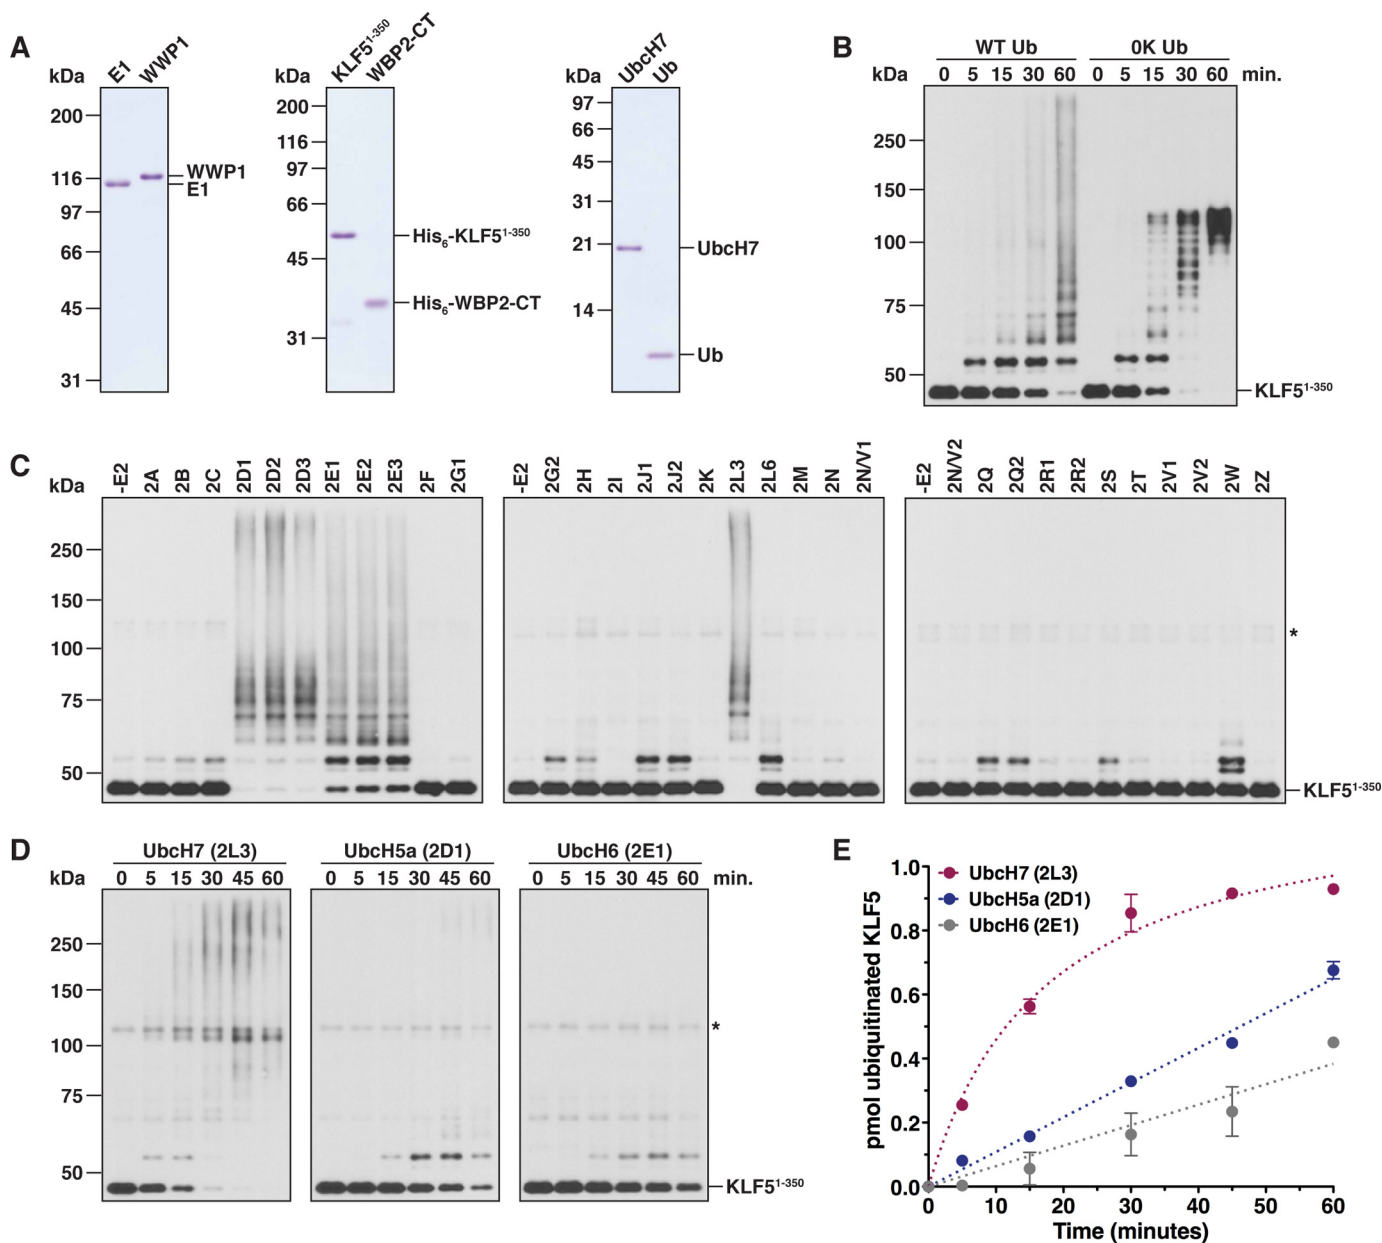 A
kDa
E1
WWP1
200
116
97
66
45
31
WWP1
E1
kDa
KLF5¹⁻³⁵⁰
WBP2-CT
200
116
97
66
45
31
His₆-KLF5¹⁻³⁵⁰
His₆-WBP2-CT
kDa
UbcH7
Ub
97
66
45
31
21
14
UbcH7
Ub
B
WT Ub
0K Ub
kDa
0 5 15 30 60 0 5 15 30 60 min.
250
150
100
75
50
KLF5¹⁻³⁵⁰
C
kDa
-E2 2A 2B 2C 2D1 2D2 2D3 2E1 2E2 2E3 2F 2G1
250
150
100
75
50
-E2 2G2 2H 2I 2J1 2J2 2K 2L3 2L6 2M 2N 2N/V1
-E2 2N/V2 2Q 2Q2 2R1 2R2 2S 2T 2V1 2V2 2W 2Z
*
KLF5¹⁻³⁵⁰
D
UbcH7 (2L3)
UbcH5a (2D1)
UbcH6 (2E1)
kDa
0 5 15 30 45 60
0 5 15 30 45 60
0 5 15 30 45 60 min.
250
150
100
75
50
*
KLF5¹⁻³⁵⁰
E
UbcH7 (2L3)
UbcH5a (2D1)
UbcH6 (2E1)
pmol ubiquitinated KLF5
1.0
0.8
0.6
0.4
0.2
0.0
0 10 20 30 40 50 60
Time (minutes)